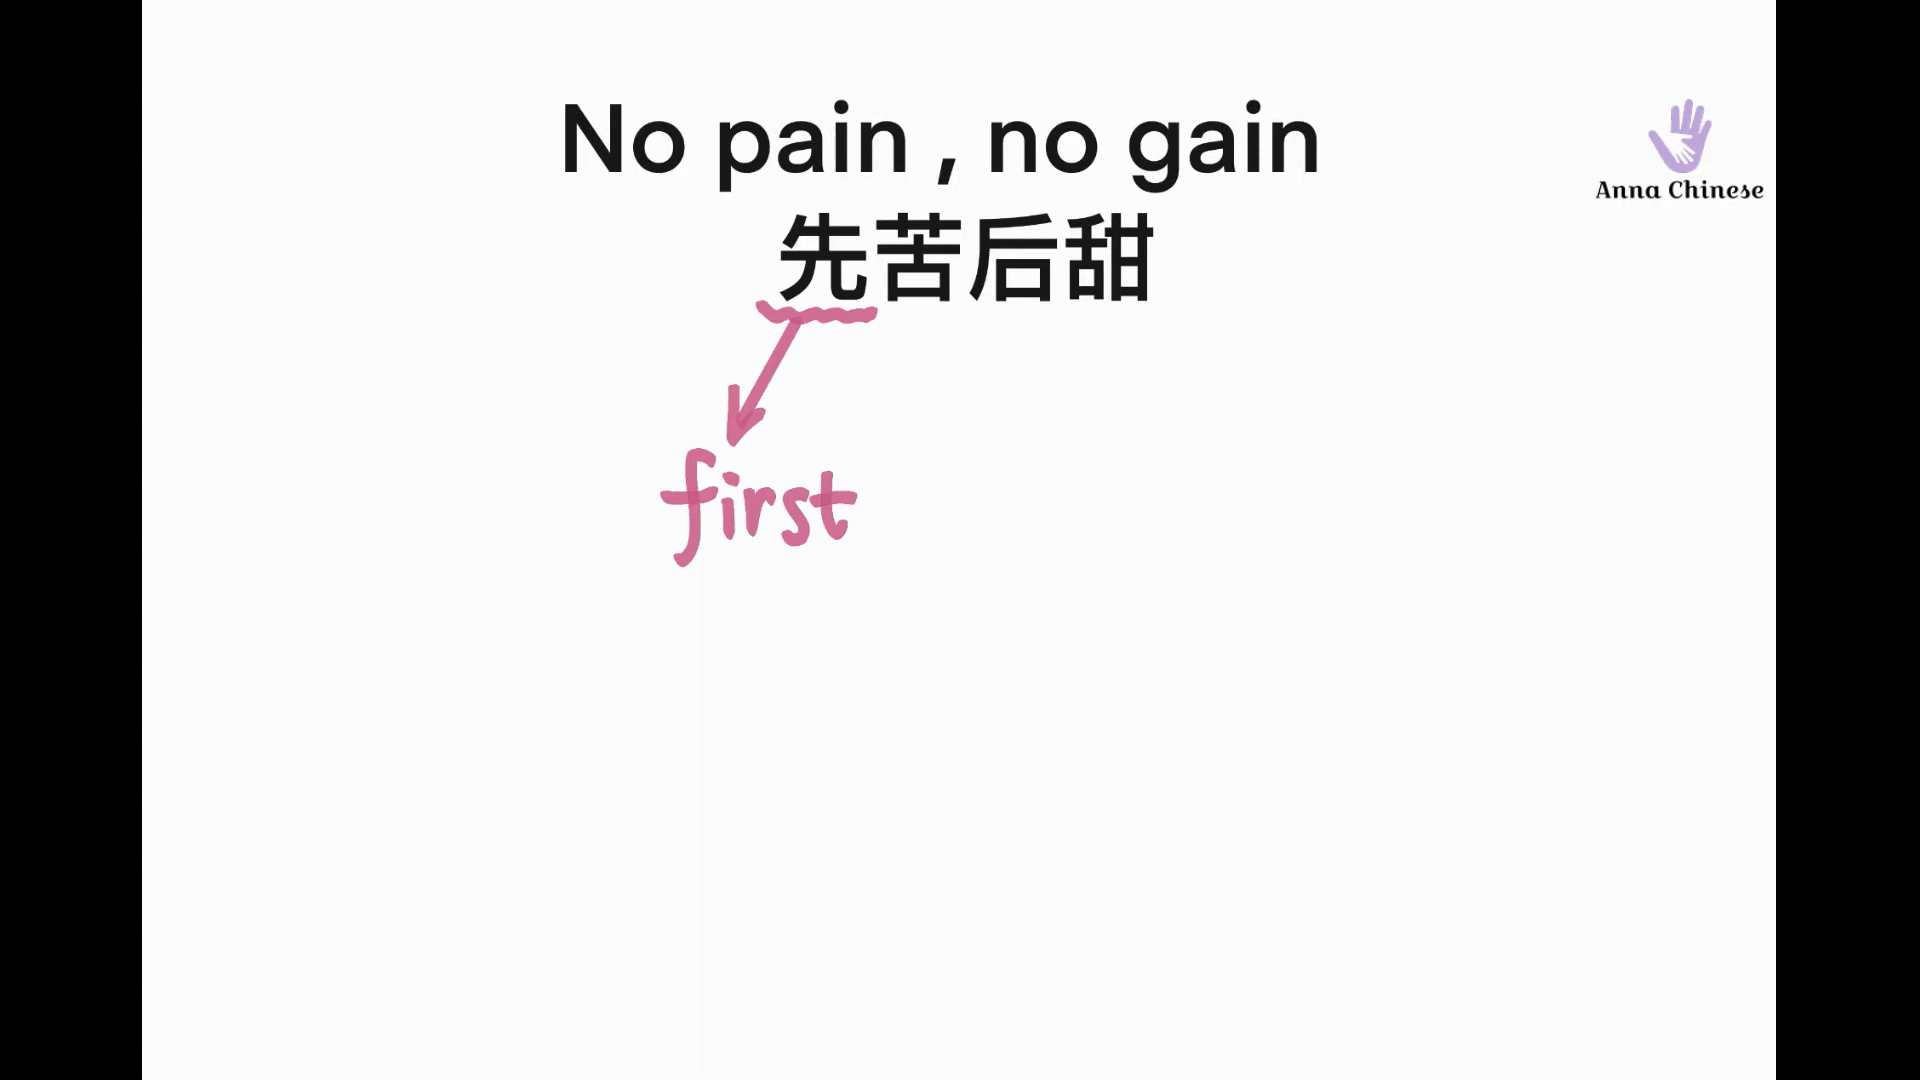 No pain , no gain
先苦后甜
Anna Chinese
first